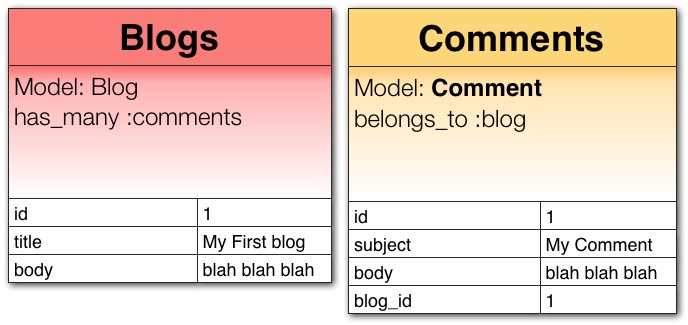 Blogs
Model: Blog
has_many :comments
id 1
title My First blog
body blah blah blah
Comments
Model: Comment
belongs_to :blog
id 1
subject My Comment
body blah blah blah
blog_id 1